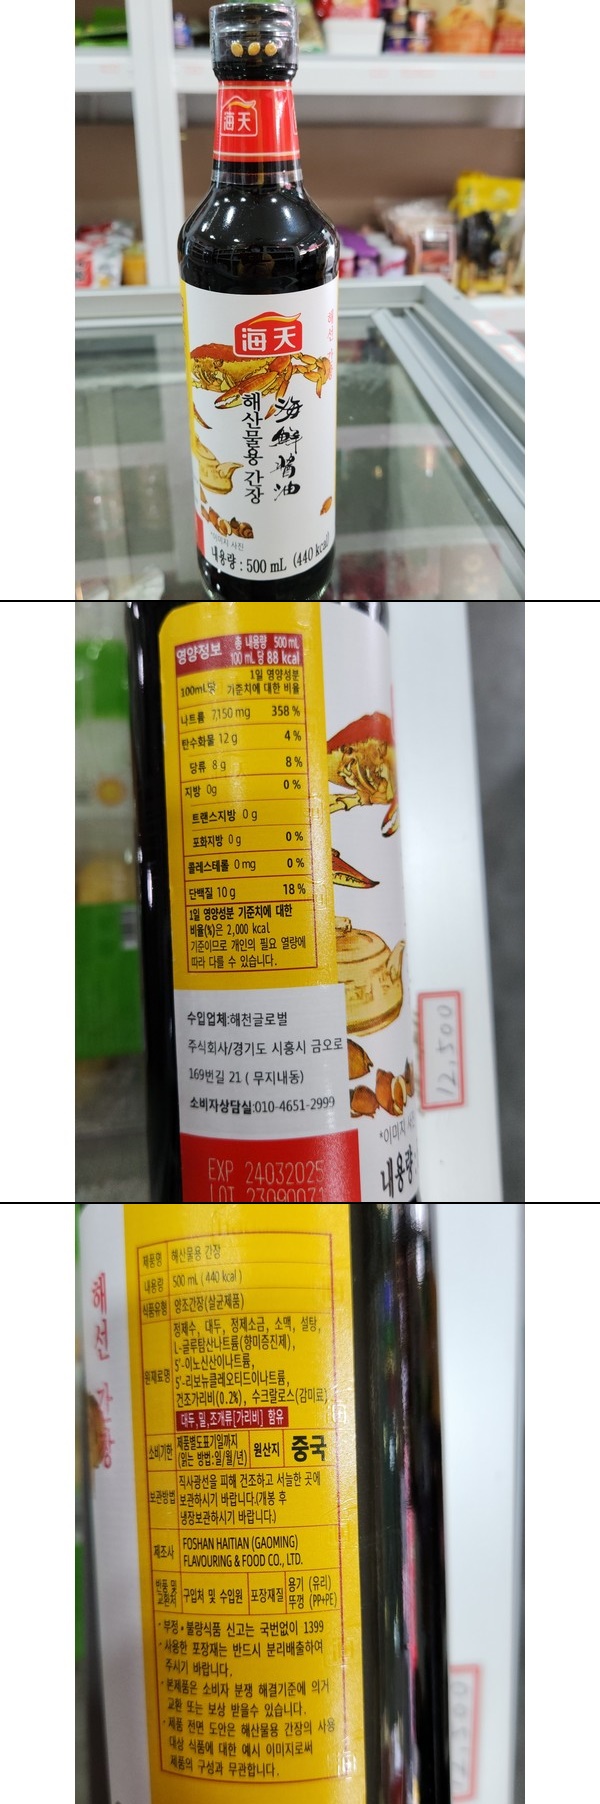 海天
海天
해선 간장
해산물용 간장
海鮮醬油
*이미지 사진
내용량 : 500 mL (440 kcal)
영양정보
총 내용량 500 mL
100 mL 당 88 kcal
100mL당
1일 영양성분
기준치에 대한 비율
나트륨 7,150 mg 358 %
탄수화물 12 g 4 %
당류 8 g 8 %
지방 0g 0 %
트랜스지방 0 g
포화지방 0 g 0 %
콜레스테롤 0 mg 0 %
단백질 10 g 18 %
1일 영양성분 기준치에 대한
비율(%)은 2,000 kcal
기준이므로 개인의 필요 열량에
따라 다를 수 있습니다.
수입업체:해천글로벌
주식회사/경기도 시흥시 금오로
169번길 21 ( 무지내동)
소비자상담실:010-4651-2999
EXP 24032025
LOT 23090071
12,500
*이미지 사진
내용량 :
해선 간장
제품명 해산물용 간장
내용량 500 mL ( 440 kcal )
식품유형 양조간장(살균제품)
원재료명
정제수, 대두, 정제소금, 소맥, 설탕,
L-글루탐산나트륨(향미증진제),
5'-이노신산이나트륨,
5'-리보뉴클레오티드이나트륨,
건조가리비(0.2%), 수크랄로스(감미료)
대두,밀,조개류[가리비] 함유
소비기한 제품별도표기일까지
(읽는 방법:일/월/년)
원산지 중국
보관방법
직사광선을 피해 건조하고 서늘한 곳에
보관하시기 바랍니다.(개봉 후
냉장보관하시기 바랍니다.)
제조사 FOSHAN HAITIAN (GAOMING)
FLAVOURING & FOOD CO., LTD.
반품 및
교환처 구입처 및 수입원
포장재질 용기 (유리)
뚜껑 (PP+PE)
· 부정 • 불량식품 신고는 국번없이 1399
· 사용한 포장재는 반드시 분리배출하여
주시기 바랍니다.
· 본제품은 소비자 분쟁 해결기준에 의거
교환 또는 보상 받을수 있습니다.
· 제품 전면 도안은 해산물용 간장의 사용
대상 식품에 대한 예시 이미지로써
제품의 구성과 무관합니다.